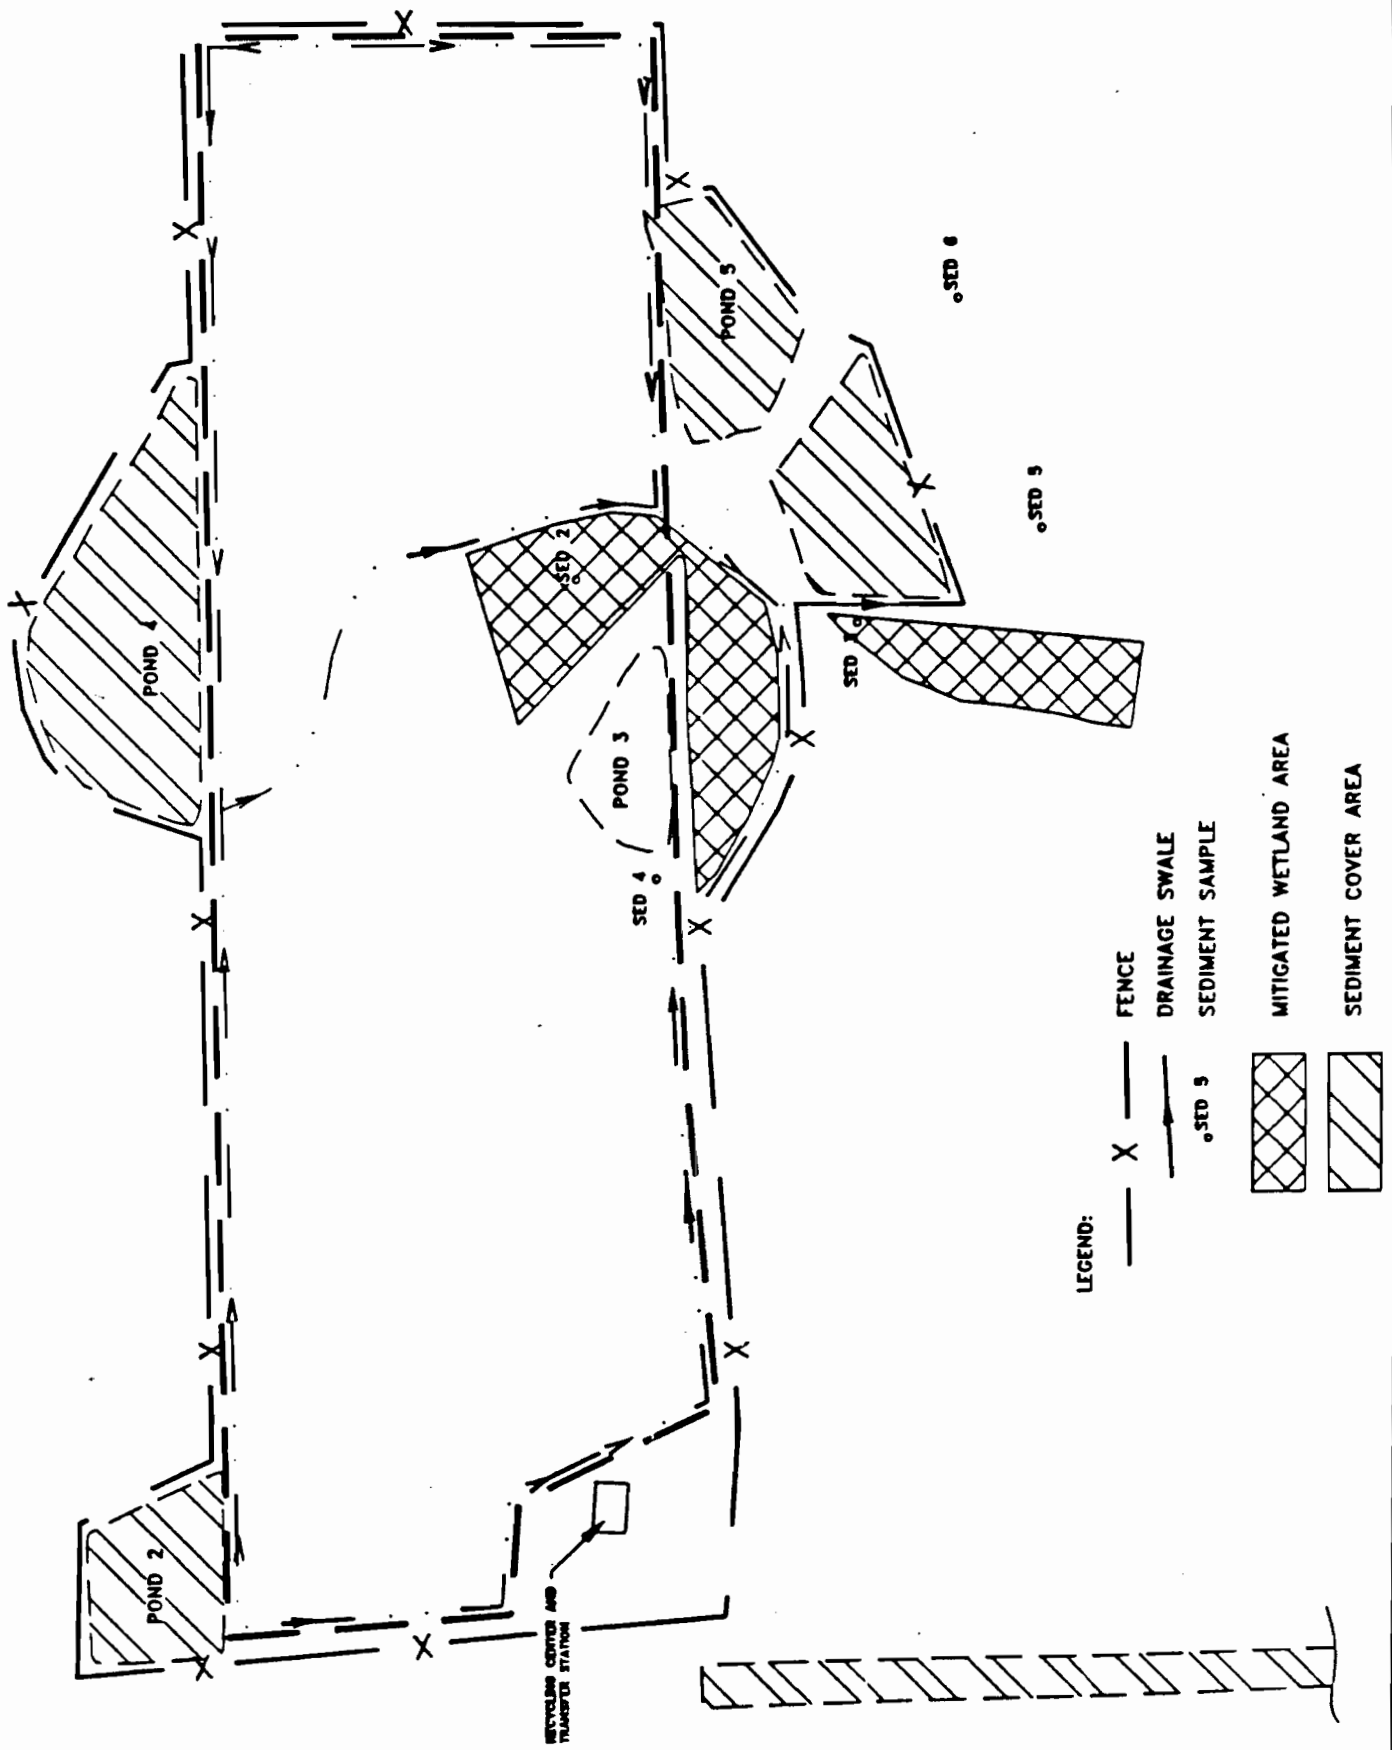 POND 2
POND 4
POND 5
POND 3
SED 2
SED 4
SED
SED 5
SED 6
RECYCLING CENTER AND
TRANSFER STATION
LEGEND:
X FENCE
DRAINAGE SWALE
SED 5 SEDIMENT SAMPLE
MITIGATED WETLAND AREA
SEDIMENT COVER AREA
X
X
X
X
X
X
X
X
X
X
X
X